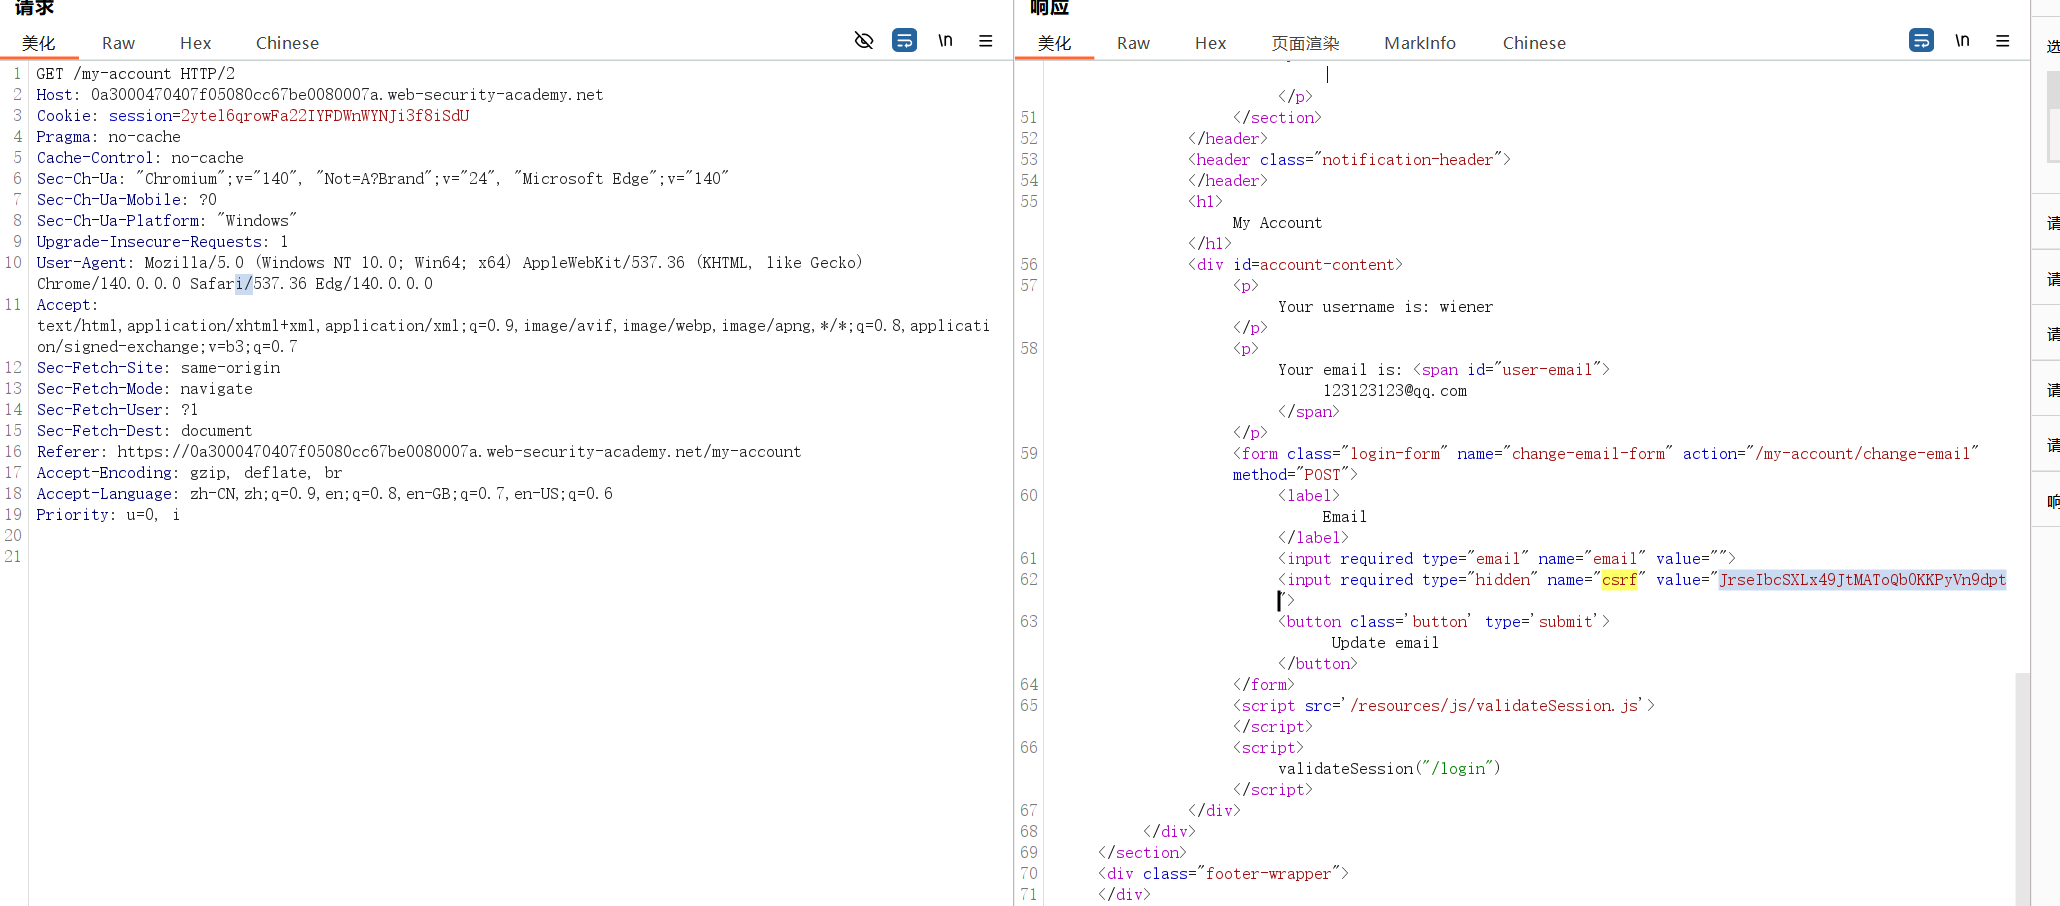 请求
美化 Raw Hex Chinese \n
1 GET /my-account HTTP/2
2 Host: 0a3000470407f05080cc67be0080007a.web-security-academy.net
3 Cookie: session=2ytel6qrowFa22IYFDWnWYNJi3f8iSdU
4 Pragma: no-cache
5 Cache-Control: no-cache
6 Sec-Ch-Ua: "Chromium";v="140", "Not=A?Brand";v="24", "Microsoft Edge";v="140"
7 Sec-Ch-Ua-Mobile: ?0
8 Sec-Ch-Ua-Platform: "Windows"
9 Upgrade-Insecure-Requests: 1
10 User-Agent: Mozilla/5.0 (Windows NT 10.0; Win64; x64) AppleWebKit/537.36 (KHTML, like Gecko)
Chrome/140.0.0.0 Safari/537.36 Edg/140.0.0.0
11 Accept:
text/html,application/xhtml+xml,application/xml;q=0.9,image/avif,image/webp,image/apng,*/*;q=0.8,applicati
on/signed-exchange;v=b3;q=0.7
12 Sec-Fetch-Site: same-origin
13 Sec-Fetch-Mode: navigate
14 Sec-Fetch-User: ?1
15 Sec-Fetch-Dest: document
16 Referer: https://0a3000470407f05080cc67be0080007a.web-security-academy.net/my-account
17 Accept-Encoding: gzip, deflate, br
18 Accept-Language: zh-CN,zh;q=0.9,en;q=0.8,en-GB;q=0.7,en-US;q=0.6
19 Priority: u=0, i
20
21
响应
美化 Raw Hex 页面渲染 MarkInfo Chinese \n
|
</p>
51 </section>
52 </header>
53 <header class="notification-header">
54 </header>
55 <h1>
My Account
</h1>
56 <div id=account-content>
57 <p>
Your username is: wiener
</p>
58 <p>
Your email is: <span id="user-email">
123123123@qq.com
</span>
</p>
59 <form class="login-form" name="change-email-form" action="/my-account/change-email"
method="POST">
60 <label>
Email
</label>
61 <input required type="email" name="email" value="">
62 <input required type="hidden" name="csrf" value="JrseIbcSXLx49JtMAToQb0KKPyVn9dpt
">
63 <button class='button' type='submit'>
Update email
</button>
64 </form>
65 <script src='/resources/js/validateSession.js'>
</script>
66 <script>
validateSession("/login")
</script>
67 </div>
68 </div>
69 </section>
70 <div class="footer-wrapper">
71 </div>
选
请
请
请
请
请
响